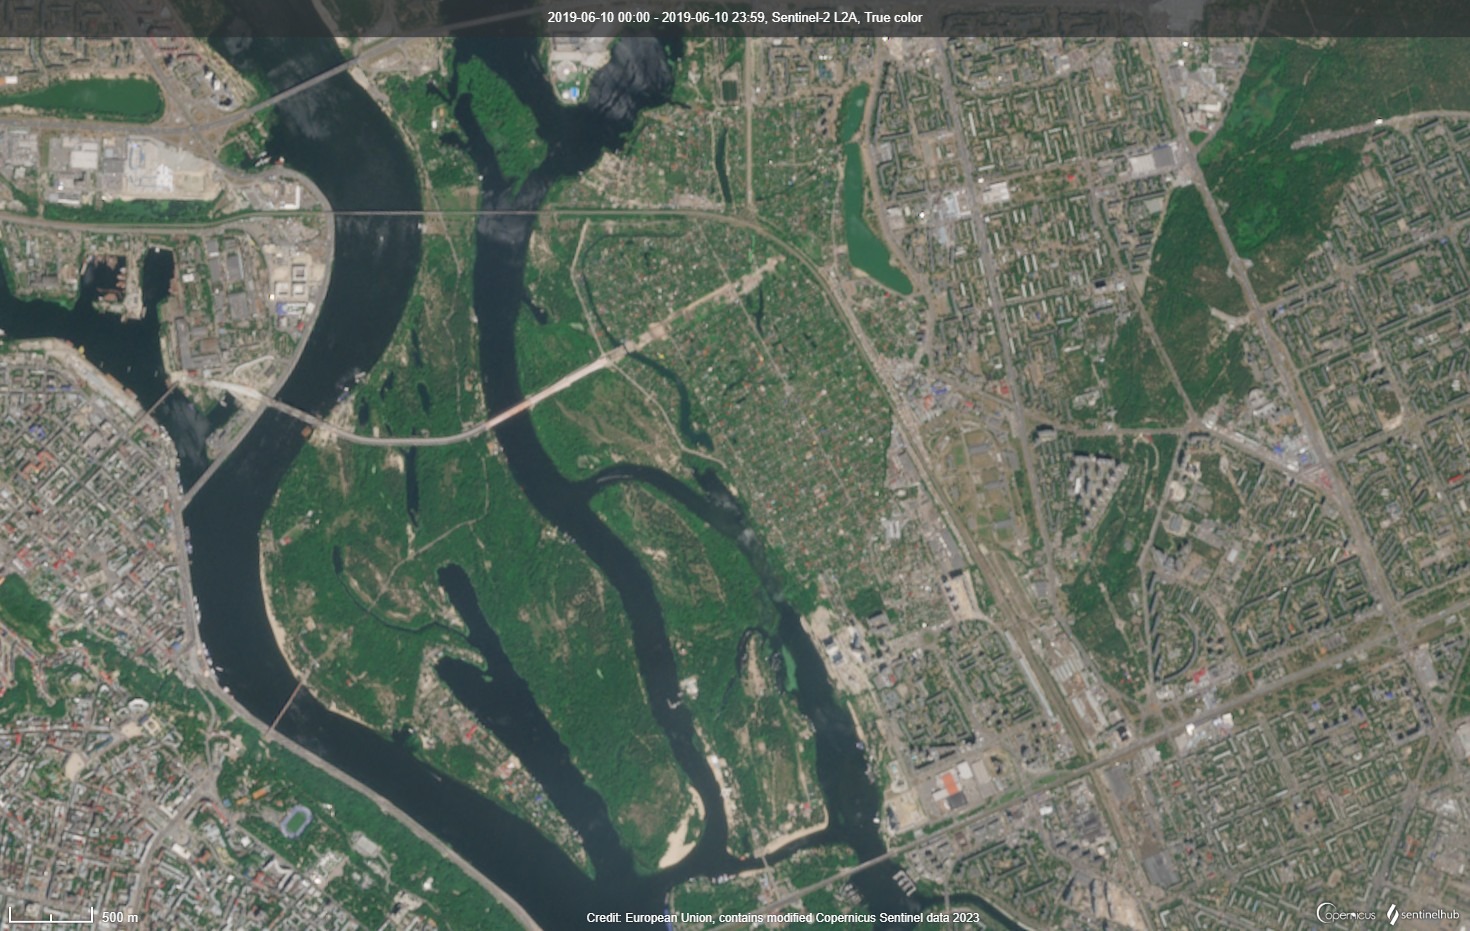 2019-06-10 00:00 - 2019-06-10 23:59, Sentinel-2 L2A, True color
500 m
Credit: European Union, contains modified Copernicus Sentinel data 2023
Copernicus
sentinelhub